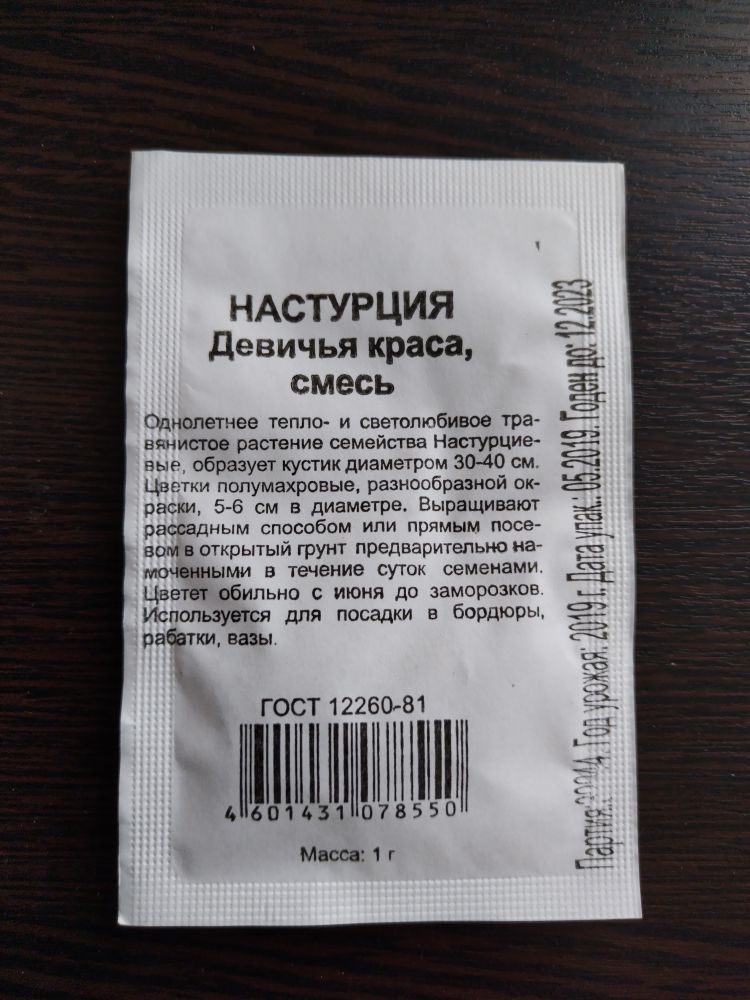 НАСТУРЦИЯ
Девичья краса,
смесь
Однолетнее тепло- и светолюбивое тра-
вянистое растение семейства Настурцие-
вые, образует кустик диаметром 30-40 см.
Цветки полумахровые, разнообразной ок-
раски, 5-6 см в диаметре. Выращивают
рассадным способом или прямым посе-
вом в открытый грунт предварительно на-
моченными в течение суток семенами.
Цветет обильно с июня до заморозков.
Используется для посадки в бордюры,
рабатки, вазы.
ГОСТ 12260-81
4 601431 078550
Масса: 1 г
Партия: Год урожая: 2019 г. Дата упак.: 05.2019. Годен до: 12.2023